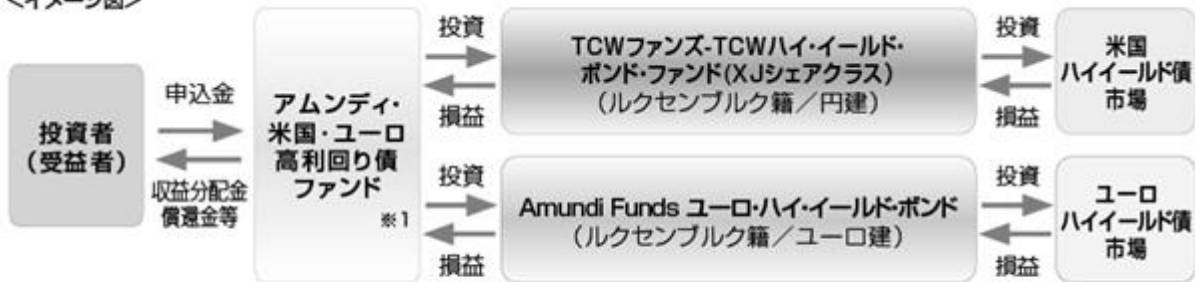 <イメージ図>
投資者
(受益者)
申込金
収益分配金
償還金等
アムンディ・
米国・ユーロ
高利回り債
ファンド
※1
投資
損益
TCWファンズ-TCWハイ・イールド・
ボンド・ファンド(XJシェアクラス)
(ルクセンブルク籍/円建)
投資
損益
米国
ハイイールド債
市場
投資
損益
Amundi Funds ユーロ・ハイ・イールド・ボンド
(ルクセンブルク籍/ユーロ建)
投資
損益
ユーロ
ハイイールド債
市場